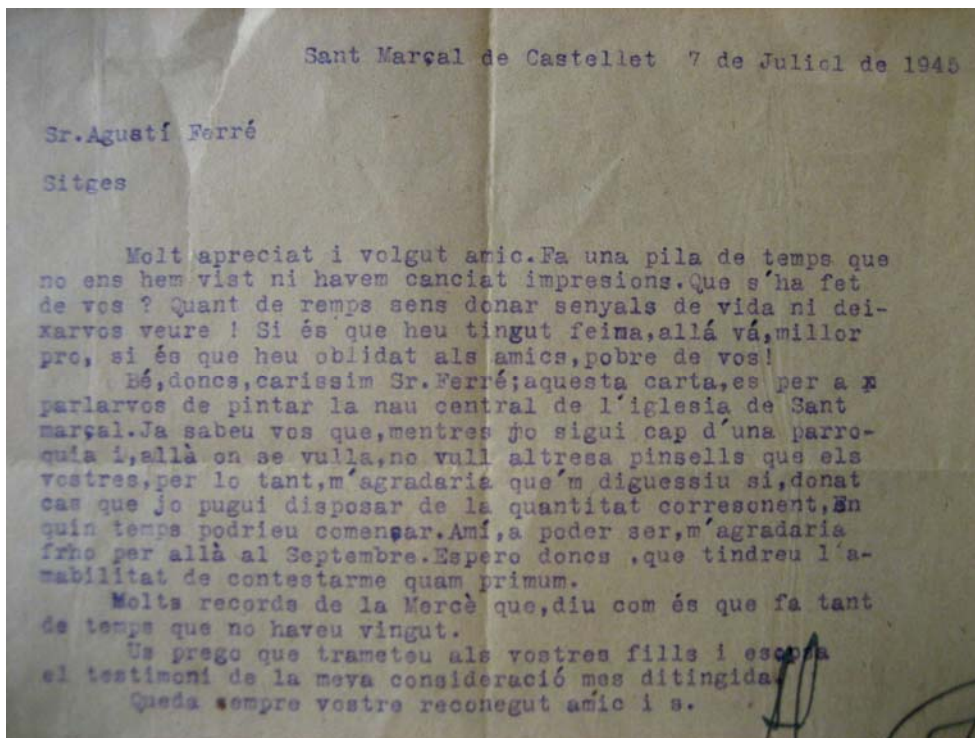 Sant Marçal de Castellet 7 de Juliol de 1945
Sr.Agustí Ferré
Sitges
Molt apreciat i volgut amic.Fa una pila de temps que
no ens hem vist ni havem canciat impresions.Que s'ha fet
de vos ? Quant de remps sens donar senyals de vida ni dei-
xarvos veure ! Si és que heu tingut feina,allá vá,millor
pro, si és que heu oblidat als amics,pobre de vos!
Bé,doncs,carissim Sr.Ferré;aquesta carta,es per a p
parlarvos de pintar la nau central de l'iglesia de Sant
marçal.Ja sabeu vos que,mentres jo sigui cap d'una parro-
quia i,allà on se vulla,no vull altresa pinsells que els
vostres,per lo tant,m'agradaria que'm diguessiu si,donat
cas que jo pugui disposar de la quantitat corresonent,En
quin temps podrieu començar.Amí,a poder ser,m'agradaria
frho per allà al Septembre.Espero doncs ,que tindreu l'a-
mabilitat de contestarme quam primum.
Molts records de la Mercè que,diu com és que fa tant
de temps que no haveu vingut.
Us prego que trameteu als vostres fills i esopsa
el testimoni de la meva consideració mes ditingida.
Queda sempre vostre reconegut amic i s.